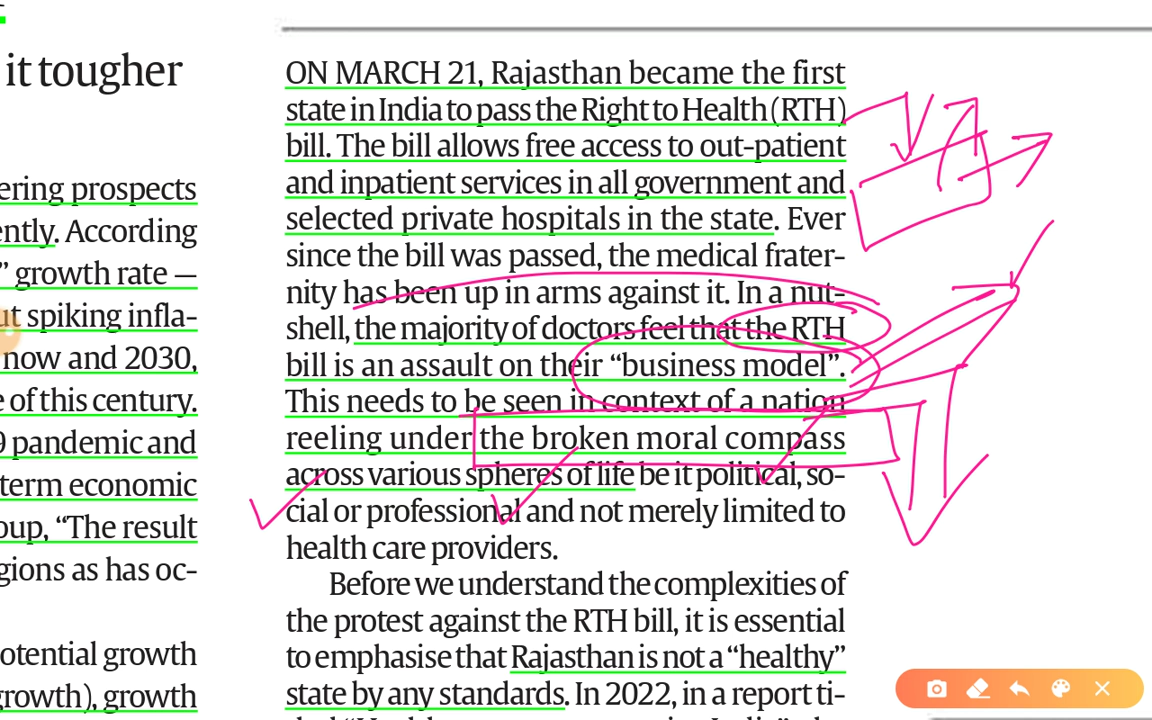 it tougher
ering prospects
ently. According
” growth rate —
ut spiking infla-
now and 2030,
e of this century.
9 pandemic and
term economic
oup, “The result
gions as has oc-
otential growth
growth), growth
ON MARCH 21, Rajasthan became the first
state in India to pass the Right to Health (RTH)
bill. The bill allows free access to out-patient
and inpatient services in all government and
selected private hospitals in the state. Ever
since the bill was passed, the medical frater-
nity has been up in arms against it. In a nut-
shell, the majority of doctors feel that the RTH
bill is an assault on their “business model”.
This needs to be seen in context of a nation
reeling under the broken moral compass
across various spheres of life be it political, so-
cial or professional and not merely limited to
health care providers.
Before we understand the complexities of
the protest against the RTH bill, it is essential
to emphasise that Rajasthan is not a “healthy”
state by any standards. In 2022, in a report ti-